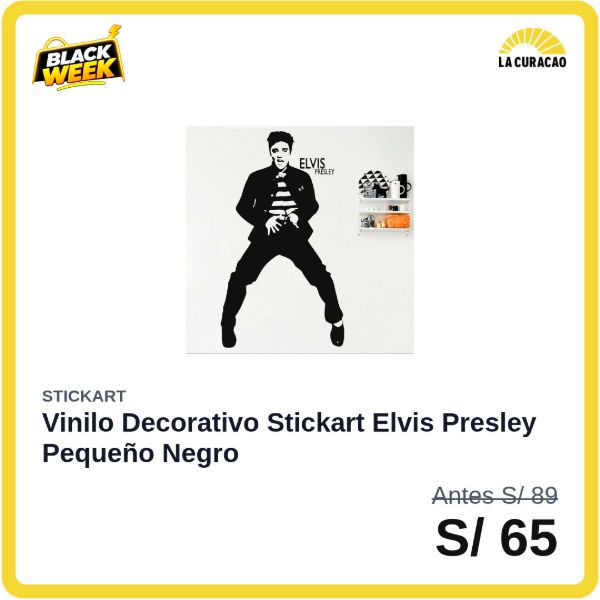 BLACK
WEEK
LA CURACAO
ELVIS
PRESLEY
STICKART
Vinilo Decorativo Stickart Elvis Presley
Pequeño Negro
Antes S/ 89
S/ 65